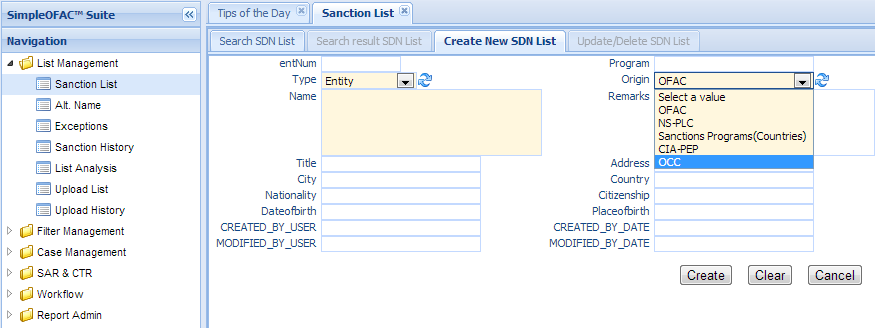 SimpleOFAC™ Suite
Navigation
List Management
Sanction List
Alt. Name
Exceptions
Sanction History
List Analysis
Upload List
Upload History
Filter Management
Case Management
SAR & CTR
Workflow
Report Admin
Tips of the Day Sanction List
Search SDN List Search result SDN List Create New SDN List Update/Delete SDN List
entNum Program
Type Entity Origin OFAC
Name Remarks Select a value
OFAC
NS-PLC
Sanctions Programs(Countries)
CIA-PEP
Title Address OCC
City Country
Nationality Citizenship
Dateofbirth Placeofbirth
CREATED_BY_USER CREATED_BY_DATE
MODIFIED_BY_USER MODIFIED_BY_DATE
Create Clear Cancel